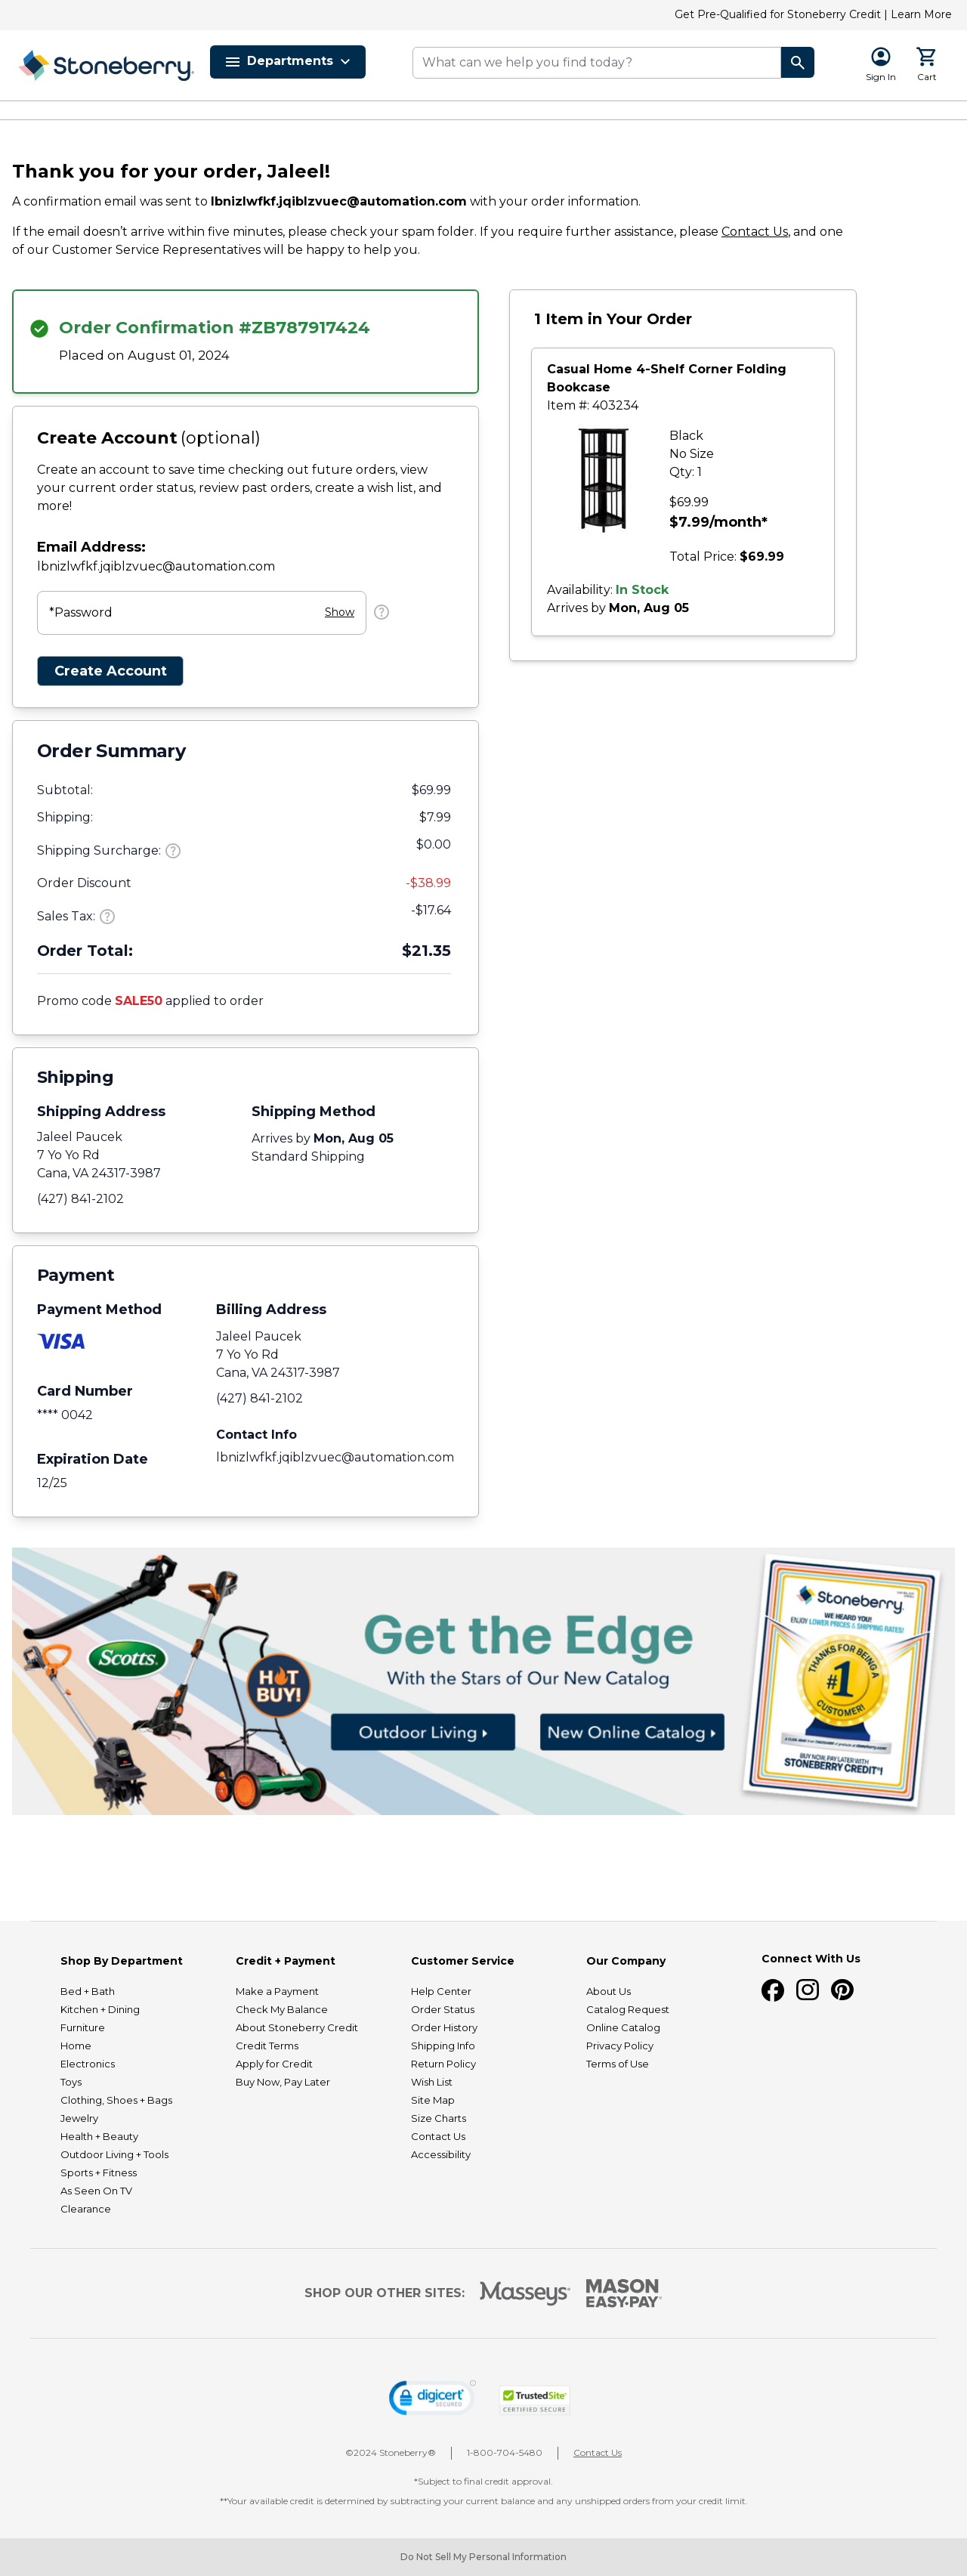 Get Pre-Qualified for Stoneberry Credit | Learn More
Stoneberry.
Departments
What can we help you find today?
Sign In
Cart
Thank you for your order, Jaleel!
A confirmation email was sent to lbnizlwfkf.jqiblzvuec@automation.com with your order information.
If the email doesn’t arrive within five minutes, please check your spam folder. If you require further assistance, please Contact Us, and one
of our Customer Service Representatives will be happy to help you.
Order Confirmation #ZB787917424
Placed on August 01, 2024
Create Account (optional)
Create an account to save time checking out future orders, view
your current order status, review past orders, create a wish list, and
more!
Email Address:
lbnizlwfkf.jqiblzvuec@automation.com
*Password
Show
Create Account
1 Item in Your Order
Casual Home 4-Shelf Corner Folding
Bookcase
Item #: 403234
Black
No Size
Qty: 1
$69.99
$7.99/month*
Total Price: $69.99
Availability: In Stock
Arrives by Mon, Aug 05
Order Summary
Subtotal: $69.99
Shipping: $7.99
Shipping Surcharge: $0.00
Order Discount -$38.99
Sales Tax: -$17.64
Order Total: $21.35
Promo code SALE50 applied to order
Shipping
Shipping Address
Jaleel Paucek
7 Yo Yo Rd
Cana, VA 24317-3987
(427) 841-2102
Shipping Method
Arrives by Mon, Aug 05
Standard Shipping
Payment
Payment Method
VISA
Card Number
**** 0042
Expiration Date
12/25
Billing Address
Jaleel Paucek
7 Yo Yo Rd
Cana, VA 24317-3987
(427) 841-2102
Contact Info
lbnizlwfkf.jqiblzvuec@automation.com
Scotts
HOT
BUY!
Get the Edge
With the Stars of Our New Catalog
Outdoor Living
New Online Catalog
Stoneberry.
WE HEARD YOU!
ENJOY LOWER PRICES & SHIPPING RATES!
THANKS FOR BEING A
#1
CUSTOMER!
BUY NOW, PAY LATER WITH
STONEBERRY CREDIT!
Shop By Department
Bed + Bath
Kitchen + Dining
Furniture
Home
Electronics
Toys
Clothing, Shoes + Bags
Jewelry
Health + Beauty
Outdoor Living + Tools
Sports + Fitness
As Seen On TV
Clearance
Credit + Payment
Make a Payment
Check My Balance
About Stoneberry Credit
Credit Terms
Apply for Credit
Buy Now, Pay Later
Customer Service
Help Center
Order Status
Order History
Shipping Info
Return Policy
Wish List
Site Map
Size Charts
Contact Us
Accessibility
Our Company
About Us
Catalog Request
Online Catalog
Privacy Policy
Terms of Use
Connect With Us
SHOP OUR OTHER SITES:
Masseys
MASON
EASY•PAY
digicert
SECURED
TrustedSite
CERTIFIED SECURE
©2024 Stoneberry®
1-800-704-5480
Contact Us
*Subject to final credit approval.
**Your available credit is determined by subtracting your current balance and any unshipped orders from your credit limit.
Do Not Sell My Personal Information